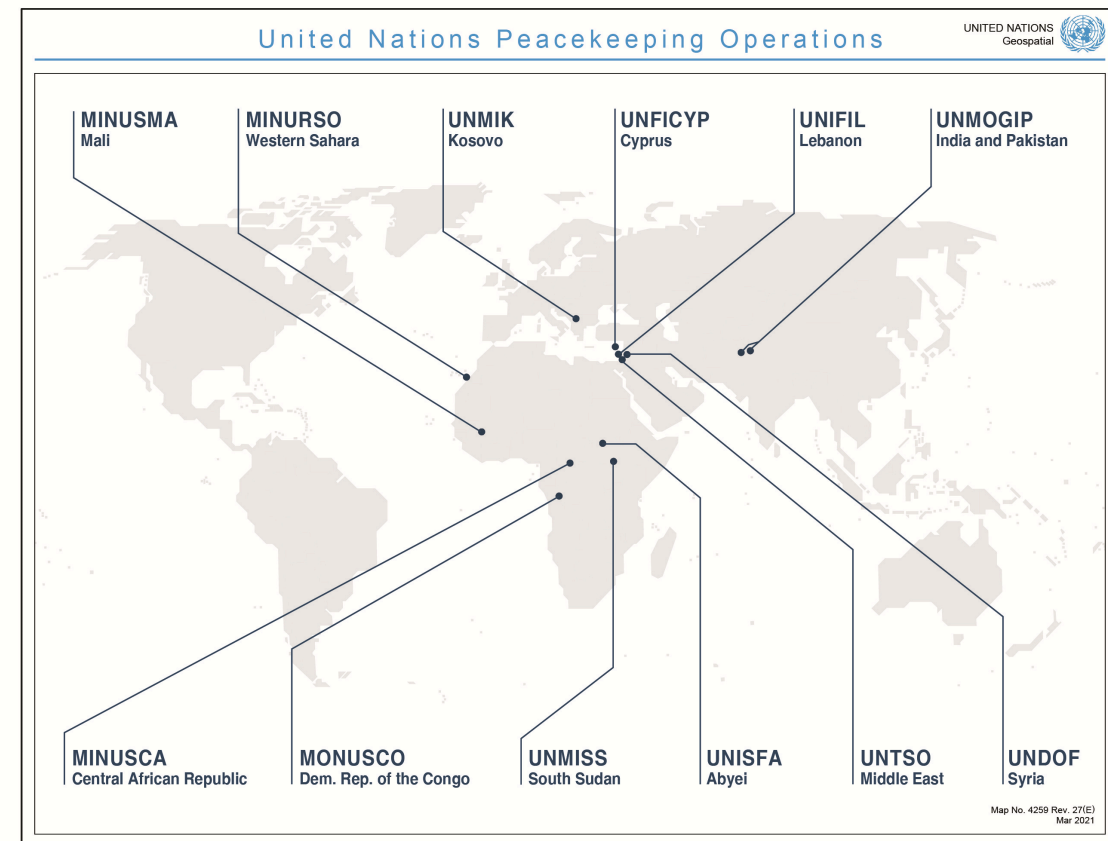 United Nations Peacekeeping Operations
UNITED NATIONS
Geospatial
MINUSMA
Mali
MINURSO
Western Sahara
UNMIK
Kosovo
UNFICYP
Cyprus
UNIFIL
Lebanon
UNMOGIP
India and Pakistan
MINUSCA
Central African Republic
MONUSCO
Dem. Rep. of the Congo
UNMISS
South Sudan
UNISFA
Abyei
UNTSO
Middle East
UNDOF
Syria
Map No. 4259 Rev. 27(E)
Mar 2021